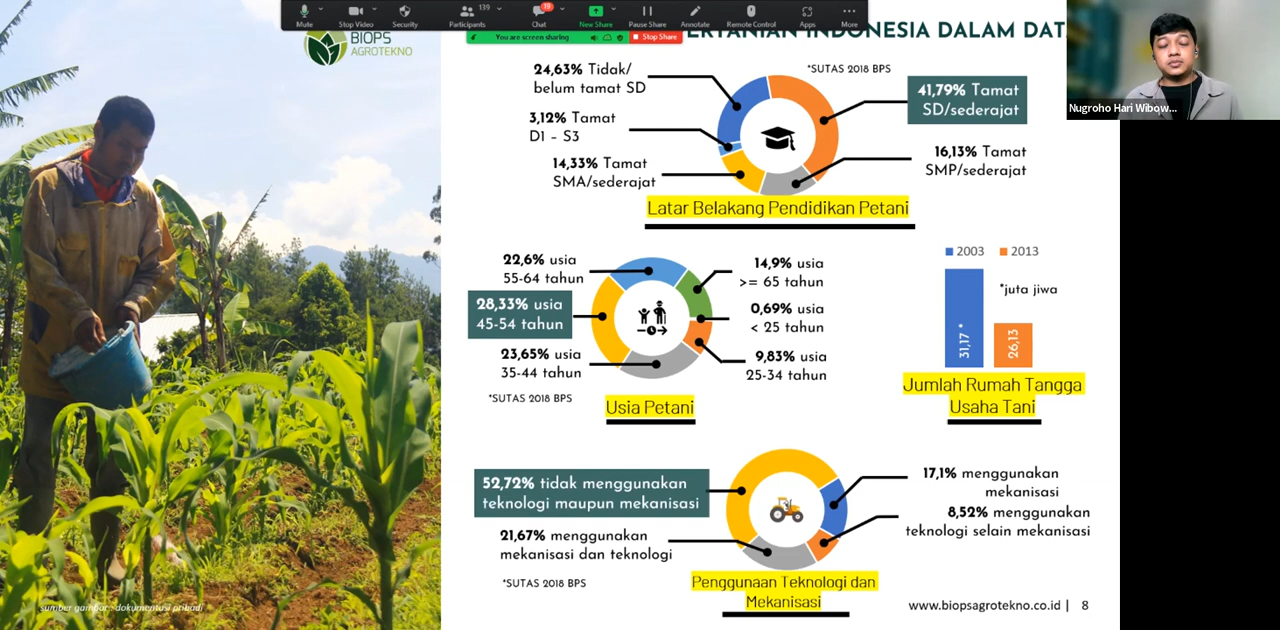 Mute
Stop Video
Security
Participants
139
Chat
39
New Share
Pause Share
Annotate
Remote Control
Apps
More
You are screen sharing
Stop Share
BIOPS
AGROTEKNO
ERTANIAN INDONESIA DALAM DAT
Nugroho Hari Wibow...
24,63% Tidak/
belum tamat SD
*SUTAS 2018 BPS
41,79% Tamat
SD/sederajat
3,12% Tamat
D1 – S3
14,33% Tamat
SMA/sederajat
16,13% Tamat
SMP/sederajat
Latar Belakang Pendidikan Petani
22,6% usia
55-64 tahun
14,9% usia
>= 65 tahun
28,33% usia
45-54 tahun
0,69% usia
< 25 tahun
23,65% usia
35-44 tahun
9,83% usia
25-34 tahun
*SUTAS 2018 BPS
Usia Petani
2003
2013
*juta jiwa
31,17 *
26,13
Jumlah Rumah Tangga
Usaha Tani
52,72% tidak menggunakan
teknologi maupun mekanisasi
17,1% menggunakan
mekanisasi
8,52% menggunakan
teknologi selain mekanisasi
21,67% menggunakan
mekanisasi dan teknologi
*SUTAS 2018 BPS
Penggunaan Teknologi dan
Mekanisasi
sumber gambar : dokumentasi pribadi
www.biopsagrotekno.co.id | 8